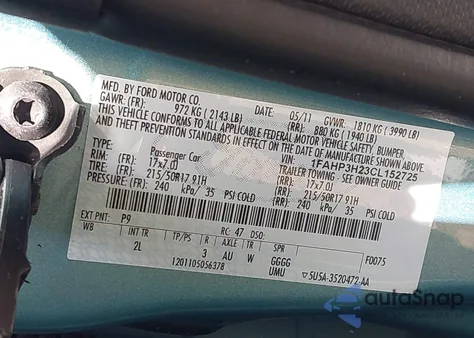 MFD. BY FORD MOTOR CO.
DATE: 05/11 GVWR: 1810 KG ( 3990 LB)
GAWR: (FR): 972 KG ( 2143 LB) (RR): 880 KG ( 1940 LB)
THIS VEHICLE CONFORMS TO ALL APPLICABLE FEDERAL MOTOR VEHICLE SAFETY, BUMPER,
AND THEFT PREVENTION STANDARDS IN EFFECT ON THE DATE OF MANUFACTURE SHOWN ABOVE.
VIN: 1FAHP3H23CL152725
TYPE: Passenger Car TRAILER TOWING - SEE OWNER GUIDE
RIM: (FR) 17x7.0J (RR) 17x7.0J
TIRE: (FR) 215/50R17 91H (RR) 215/50R17 91H
PRESSURE: (FR) 240 kPa/ 35 PSI COLD (RR) 240 kPa/ 35 PSI COLD
EXT PNT: P9 RC: 47 DSO:
WB INT TR TP/PS R AXLE TR SPR F0075
2L 3 AU W GGGG
1201105056378 UMU 5U5A-3520472-AA
autoSnap